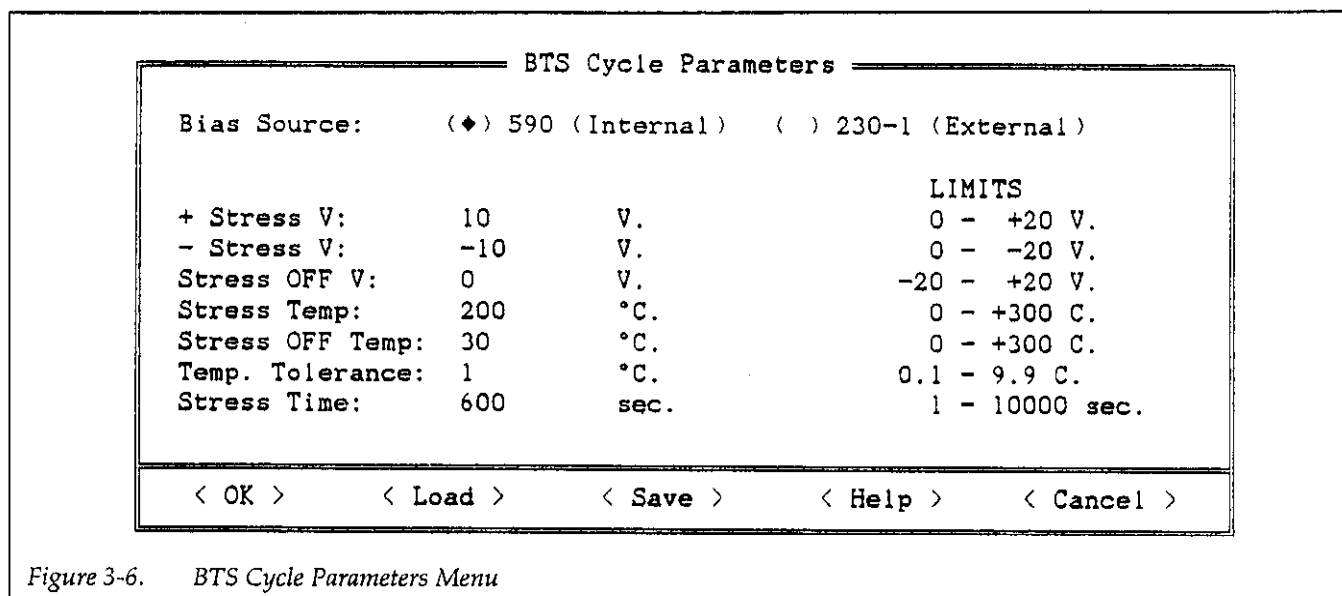 BTS Cycle Parameters
Bias Source: (◆) 590 (Internal) ( ) 230-1 (External)
LIMITS
+ Stress V: 10 V. 0 - +20 V.
- Stress V: -10 V. 0 - -20 V.
Stress OFF V: 0 V. -20 - +20 V.
Stress Temp: 200 °C. 0 - +300 C.
Stress OFF Temp: 30 °C. 0 - +300 C.
Temp. Tolerance: 1 °C. 0.1 - 9.9 C.
Stress Time: 600 sec. 1 - 10000 sec.
< OK > < Load > < Save > < Help > < Cancel >
Figure 3-6. BTS Cycle Parameters Menu